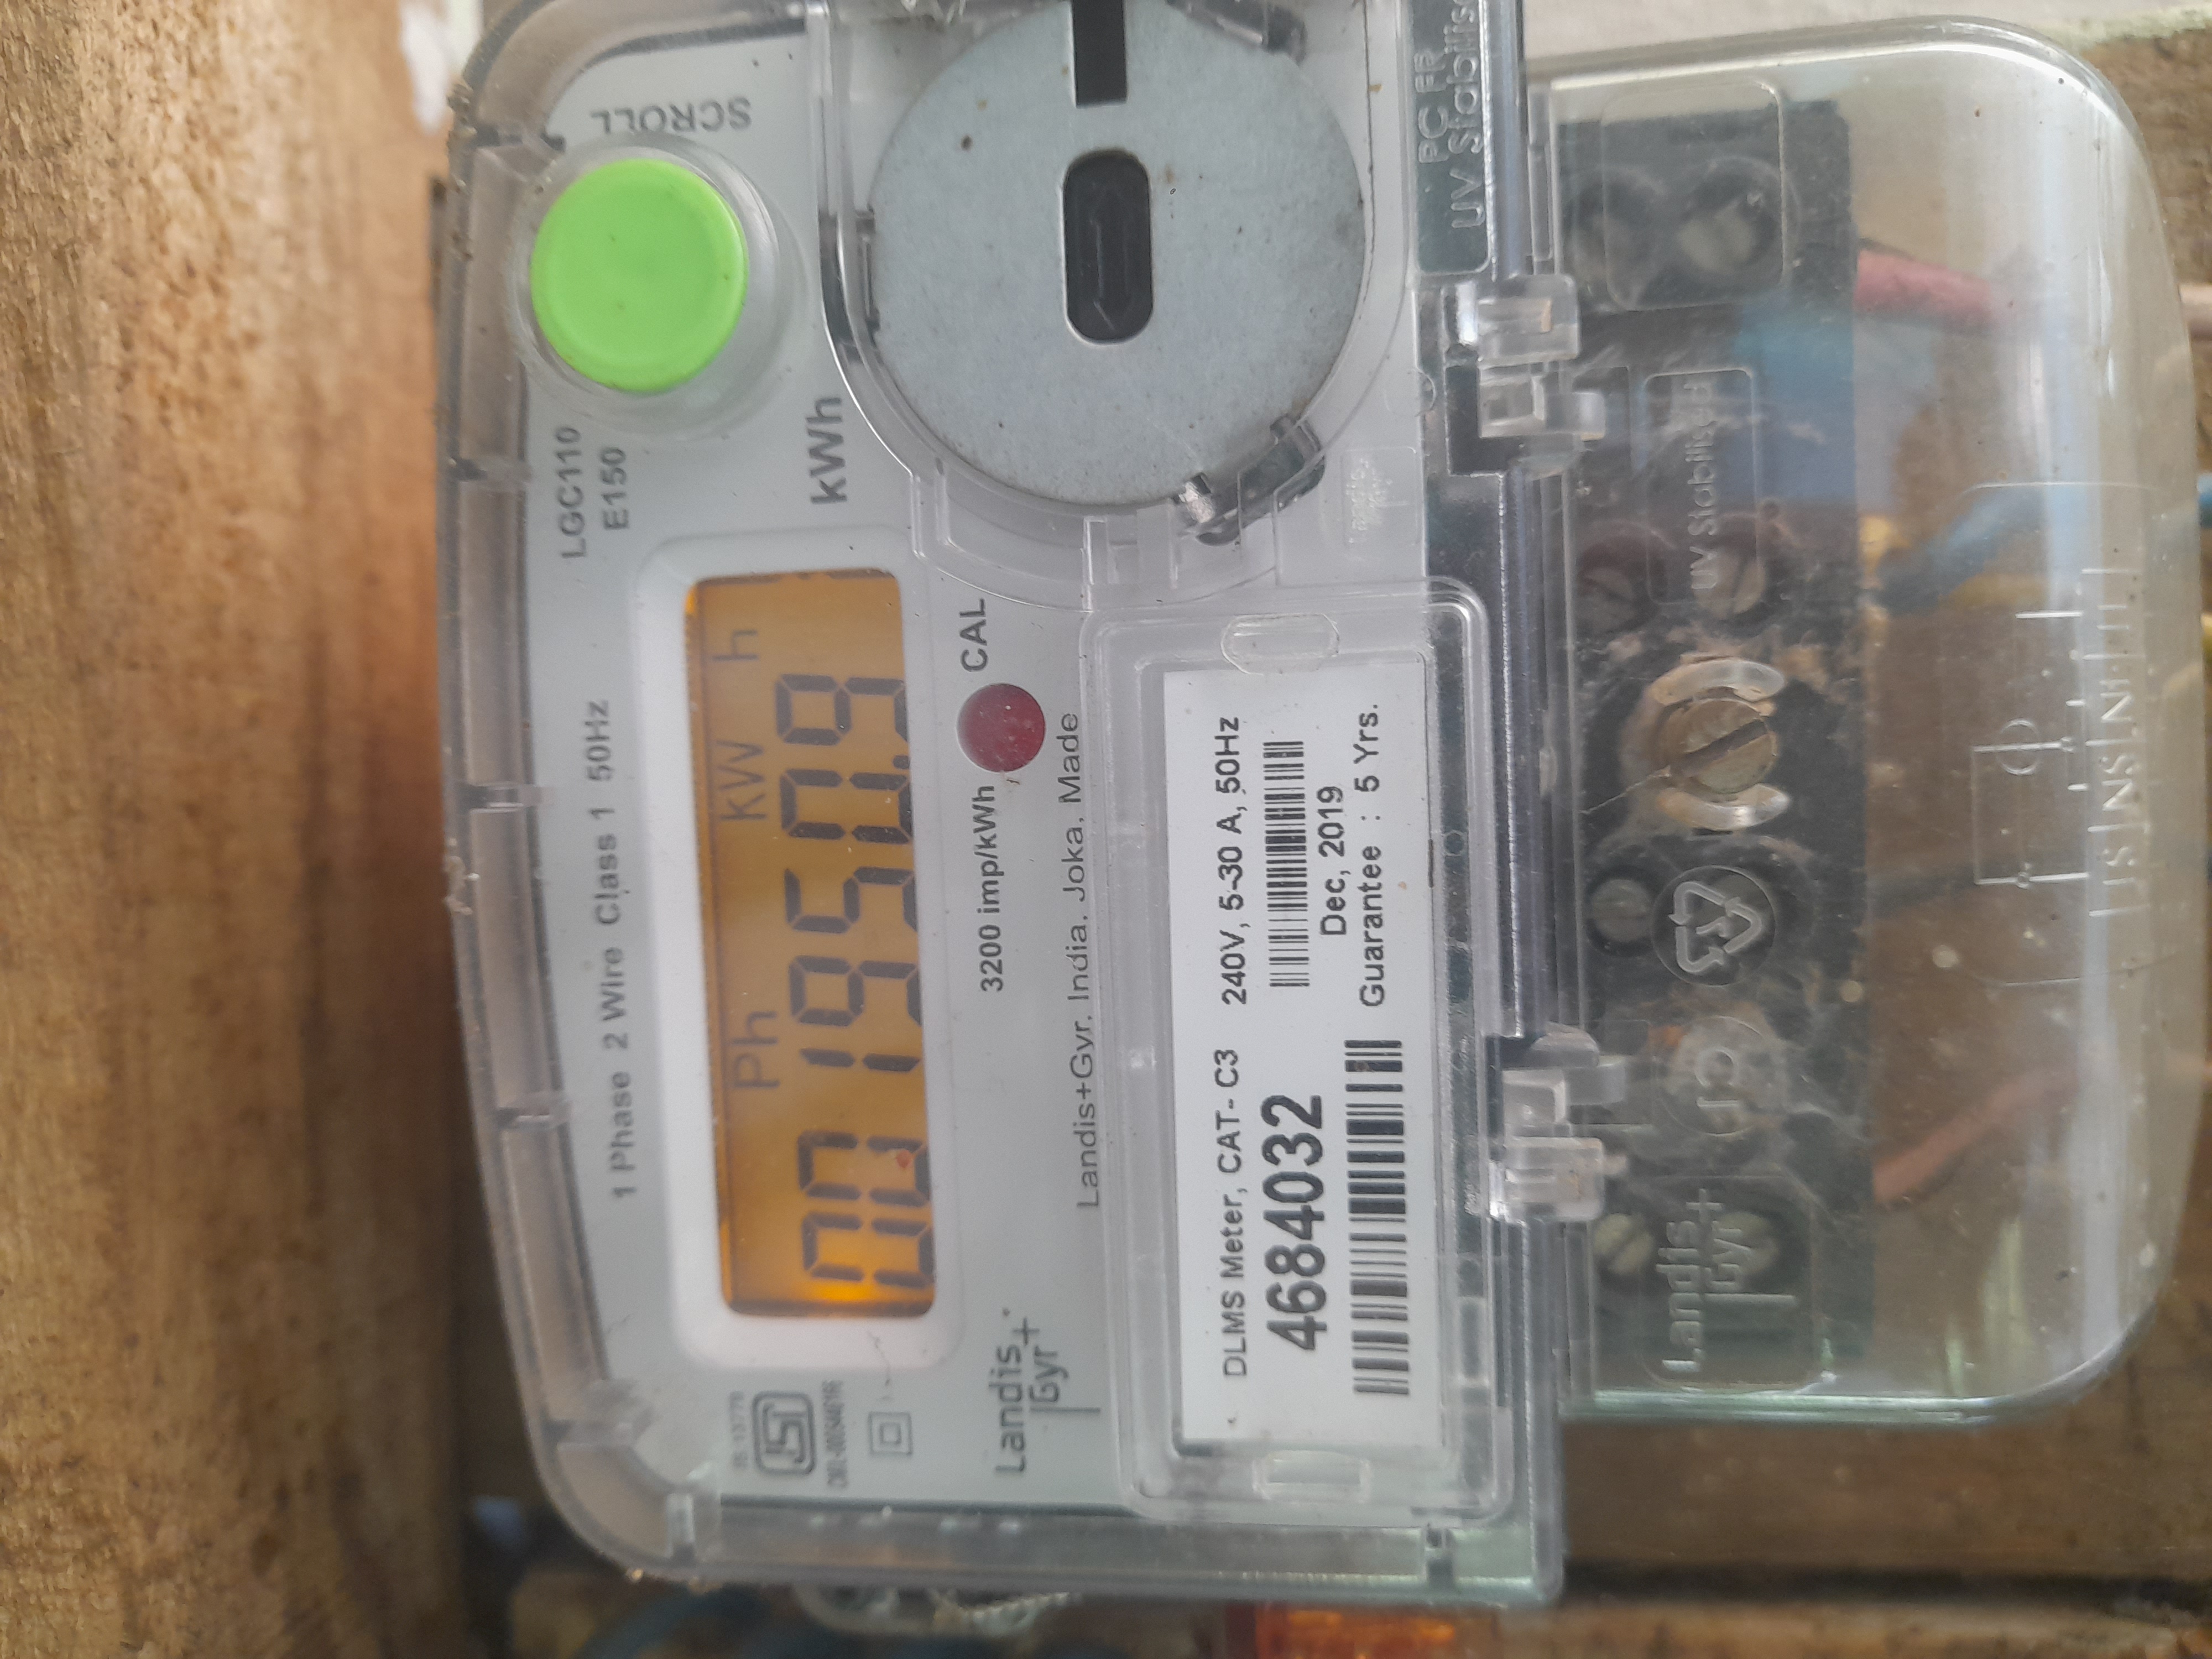 SCROLL
LGC110
E150
1 Phase 2 Wire Class 1 50Hz
kWh
Ph kW h
001950.9
3200 imp/kWh CAL
Landis+Gyr. India. Joka. Made
Landis
Gyr+
DLMS Meter, CAT- C3 240V, 5-30 A, 50Hz
4684032
Dec, 2019
Guarantee : 5 Yrs.
PC FR
UV Stabilised
UV Stabilised
Landis
Gyr+